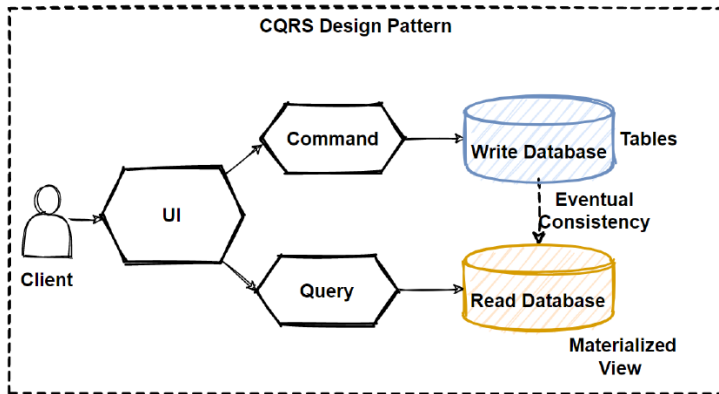 CQRS Design Pattern
Command
Write Database
Tables
UI
Eventual
Consistency
Client
Query
Read Database
Materialized
View